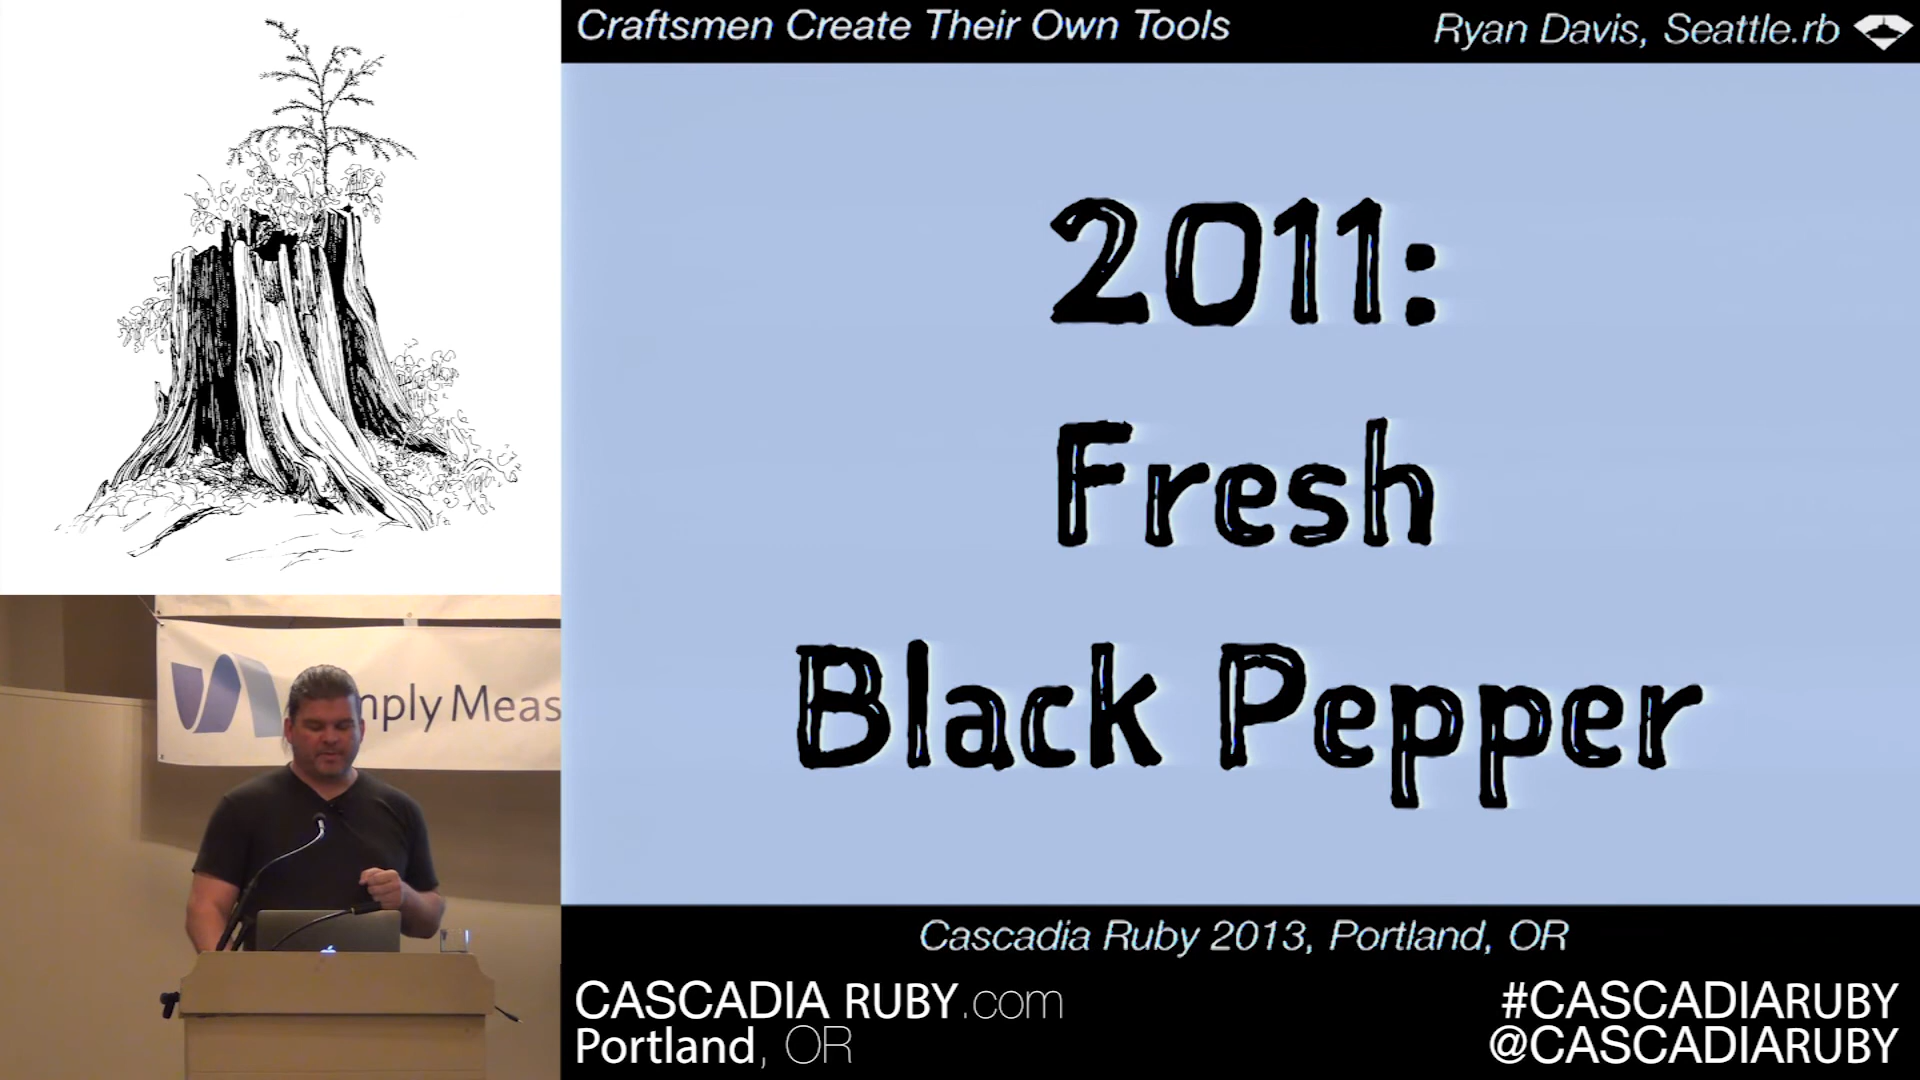 Craftsmen Create Their Own Tools
Ryan Davis, Seattle.rb
2011:
Fresh
Black Pepper
mply Meas
Cascadia Ruby 2013, Portland, OR
CASCADIA RUBY.com
Portland, OR
#CASCADIARUBY
@CASCADIARUBY